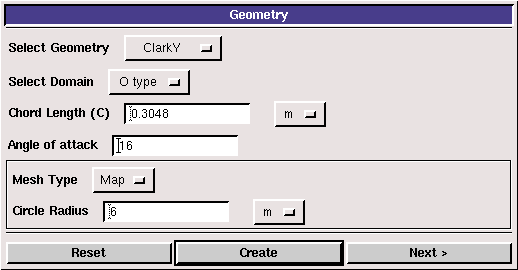 Geometry
Select Geometry ClarkY
Select Domain O type
Chord Length (C) 0.3048 m
Angle of attack 16
Mesh Type Map
Circle Radius 6 m
Reset Create Next >